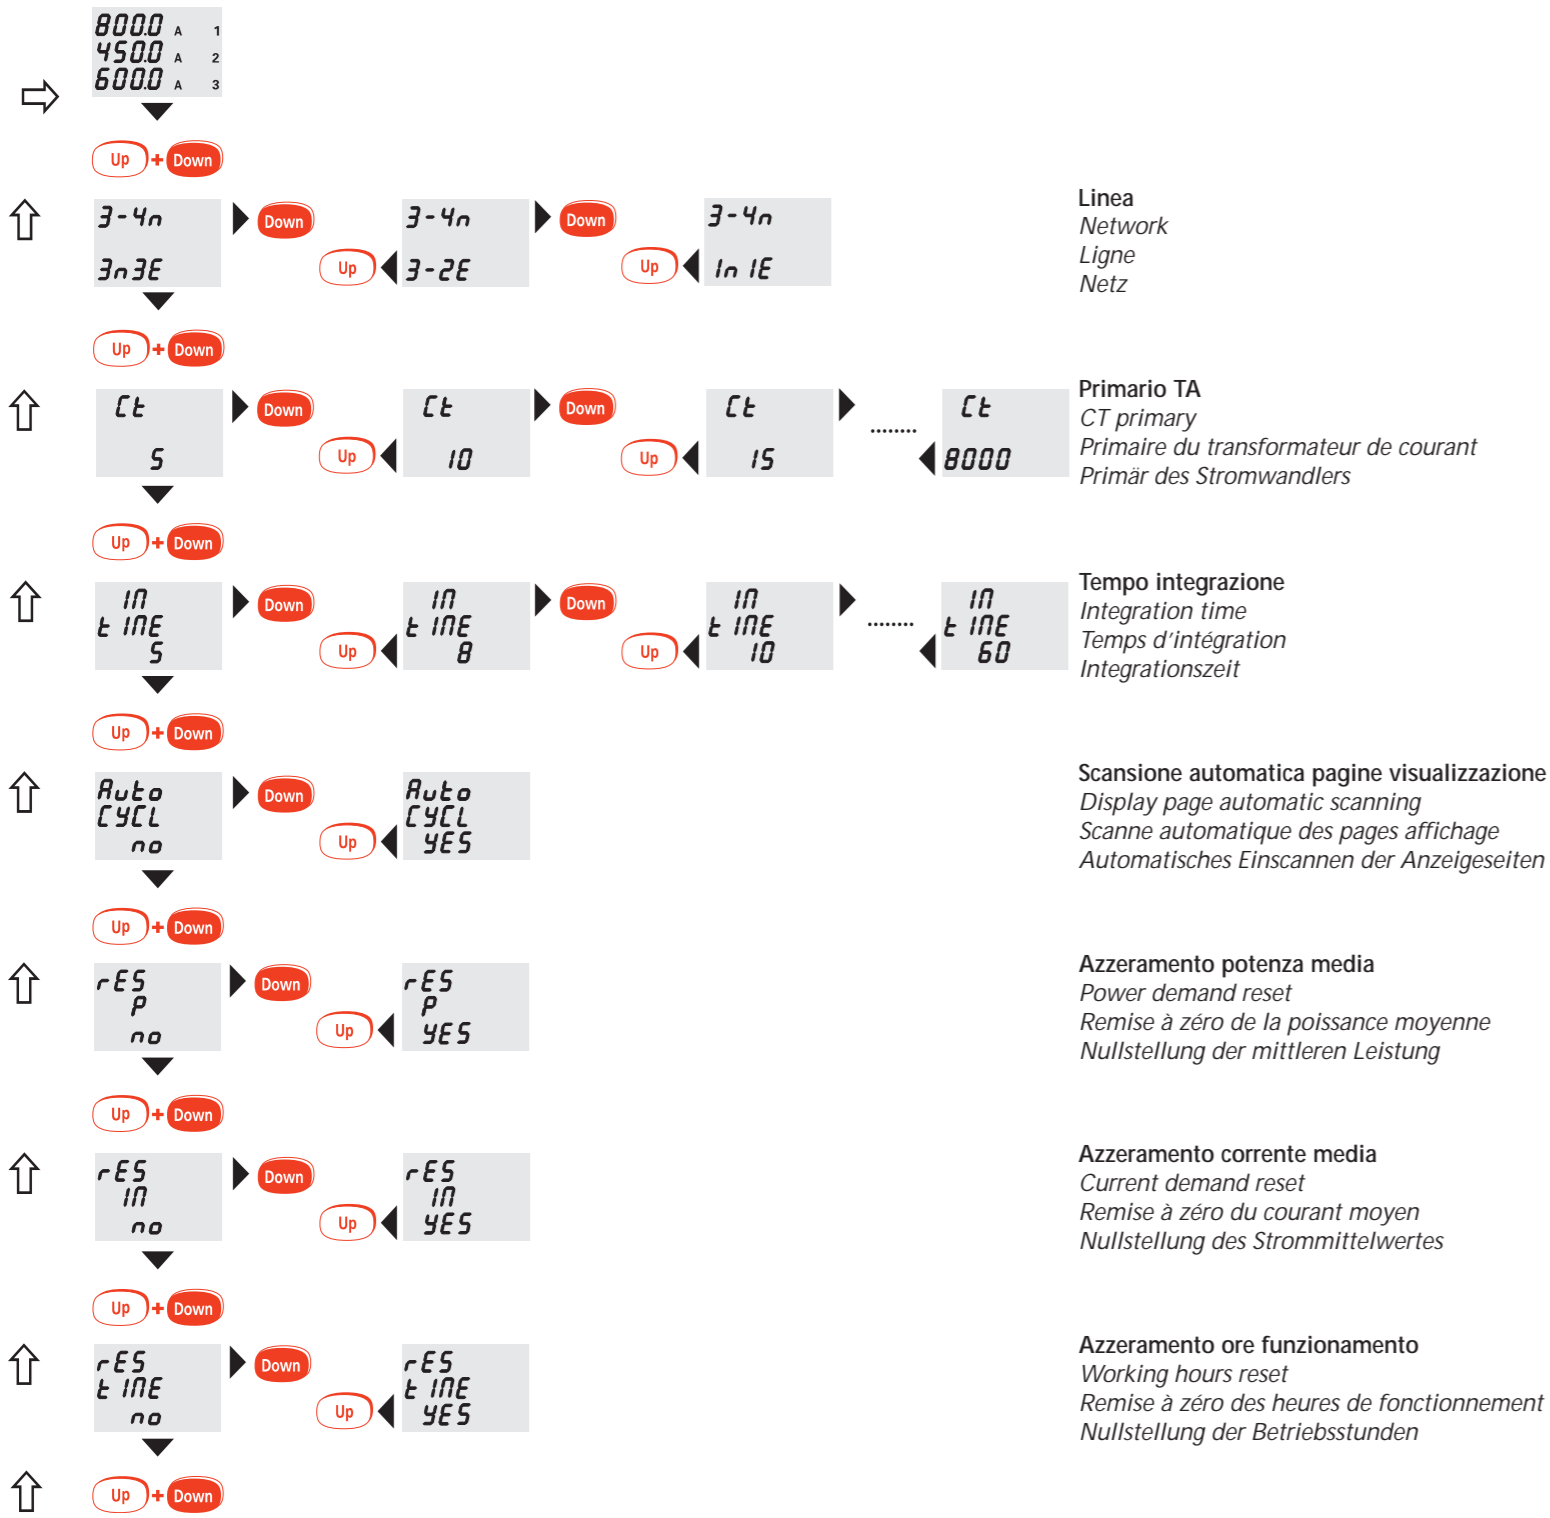 800.0 A 1
450.0 A 2
600.0 A 3
Up + Down
3-4n Down 3-4n Down 3-4n
3n3E Up 3-2E Up 1n1E
Linea
Network
Ligne
Netz
Up + Down
Ct Down Ct Down Ct ........ Ct
5 Up 10 Up 15 8000
Primario TA
CT primary
Primaire du transformateur de courant
Primär des Stromwandlers
Up + Down
In Down In Down In ........ In
tInE Up tInE Up tInE tInE
5 8 10 60
Tempo integrazione
Integration time
Temps d'intégration
Integrationszeit
Up + Down
Auto Down Auto
CYCL Up CYCL
no YES
Scansione automatica pagine visualizzazione
Display page automatic scanning
Scanne automatique des pages affichage
Automatisches Einscannen der Anzeigeseiten
Up + Down
rES Down rES
P Up P
no YES
Azzeramento potenza media
Power demand reset
Remise à zéro de la poissance moyenne
Nullstellung der mittleren Leistung
Up + Down
rES Down rES
In Up In
no YES
Azzeramento corrente media
Current demand reset
Remise à zéro du courant moyen
Nullstellung des Strommittelwertes
Up + Down
rES Down rES
tInE Up tInE
no YES
Azzeramento ore funzionamento
Working hours reset
Remise à zéro des heures de fonctionnement
Nullstellung der Betriebsstunden
Up + Down